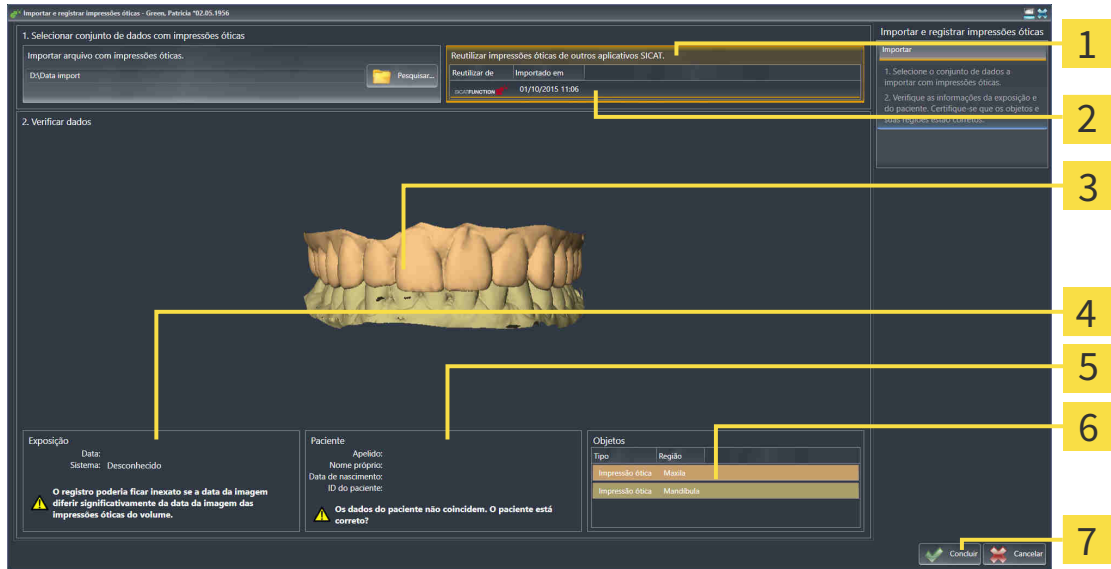 Importar e registrar impressões óticas - Green, Patricia *02.05.1956
1. Selecionar conjunto de dados com impressões óticas
Importar arquivo com impressões óticas.
D:\Data import
Pesquisar...
Reutilizar impressões óticas de outros aplicativos SICAT.
Reutilizar de
Importado em
SICAT FUNCTION
01/10/2015 11:06
Importar e registrar impressões óticas
Importar
1. Selecione o conjunto de dados a
importar com impressões óticas.
2. Verifique as informações da exposição e
do paciente. Certifique-se que os objetos e
suas regiões estão corretos.
2. Verificar dados
Exposição
Data:
Sistema: Desconhecido
O registro poderia ficar inexato se a data da imagem
diferir significativamente da data da imagem das
impressões óticas do volume.
Paciente
Apelido:
Nome próprio:
Data de nascimento:
ID do paciente:
Os dados do paciente não coincidem. O paciente está
correto?
Objetos
Tipo
Região
Impressão ótica
Maxila
Impressão ótica
Mandíbula
Concluir
Cancelar
1
2
3
4
5
6
7